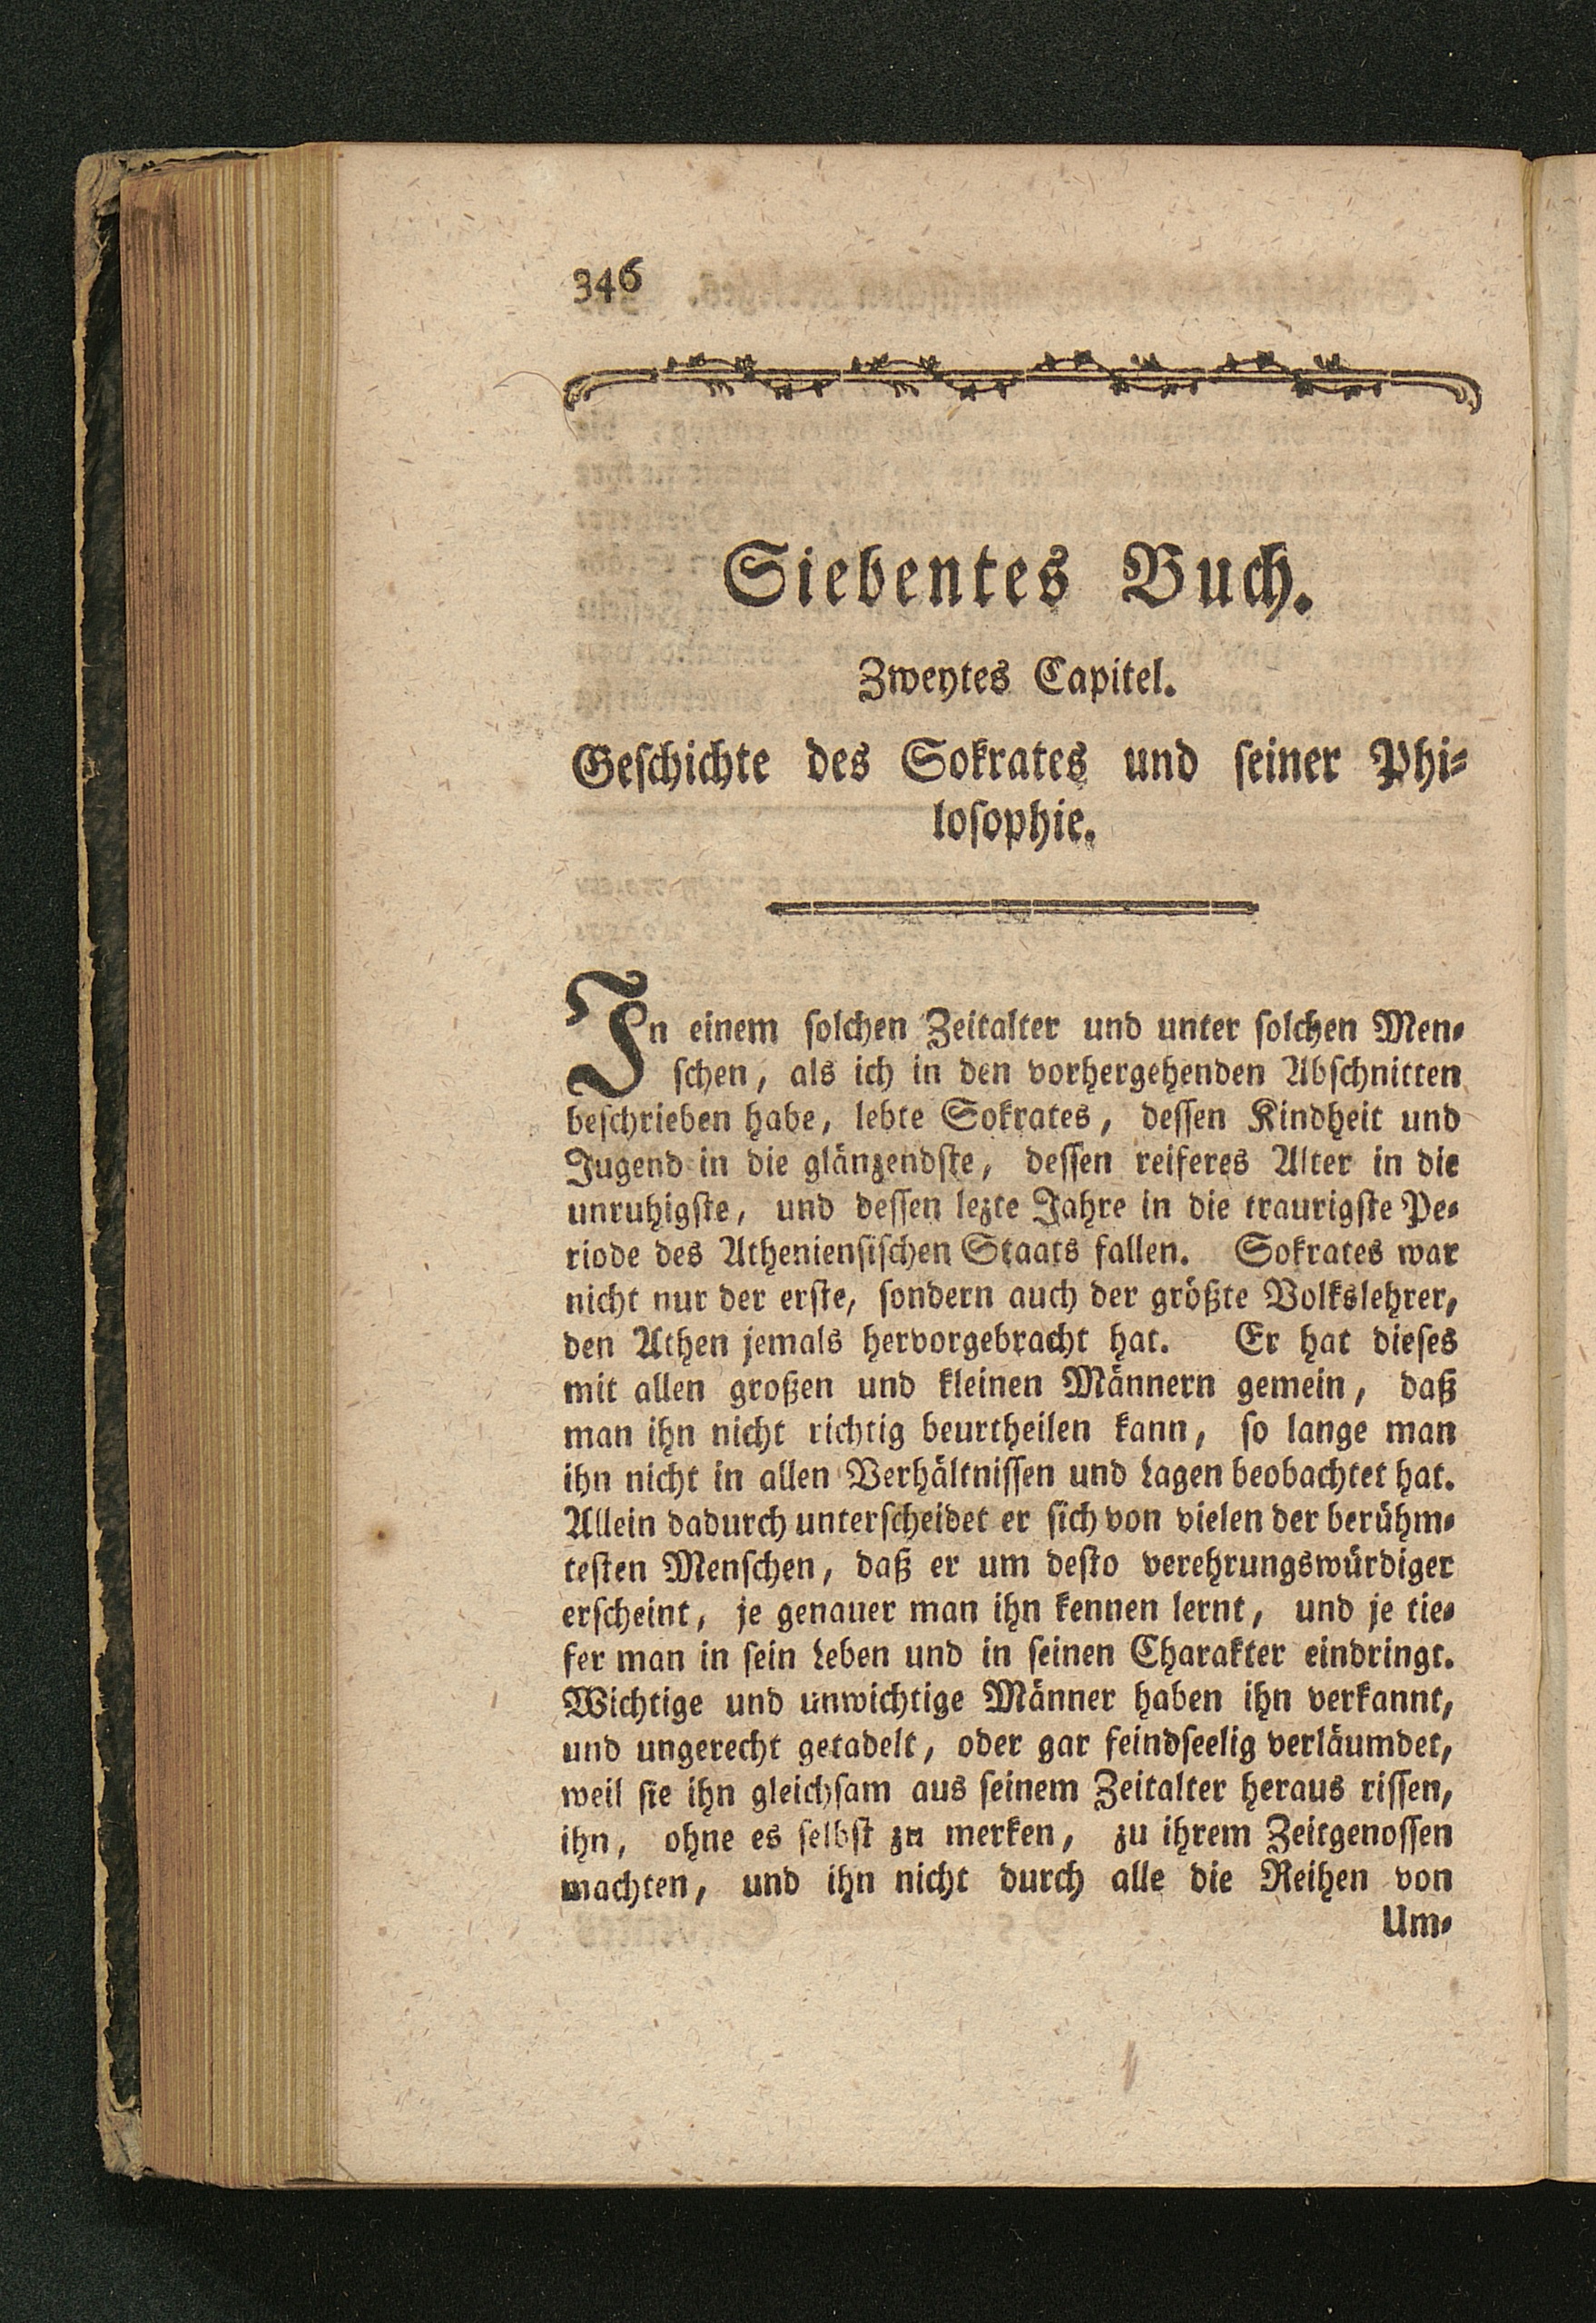 346
Siebentes Buch.
Zweytes Capitel.
Geschichte des Sokrates und seiner Phi-
losophie.
In einem solchen Zeitalter und unter solchen Men-
schen, als ich in den vorhergehenden Abschnitten
beschrieben habe, lebte Sokrates, dessen Kindheit und
Jugend in die glänzendste, dessen reiferes Alter in die
unruhigste, und dessen lezte Jahre in die traurigste Pe-
riode des Atheniensischen Staats fallen. Sokrates war
nicht nur der erste, sondern auch der größte Volkslehrer,
den Athen jemals hervorgebracht hat. Er hat dieses
mit allen großen und kleinen Männern gemein, daß
man ihn nicht richtig beurtheilen kann, so lange man
ihn nicht in allen Verhältnissen und Lagen beobachtet hat.
Allein dadurch unterscheidet er sich von vielen der berühm-
testen Menschen, daß er um desto verehrungswürdiger
erscheint, je genauer man ihn kennen lernt, und je tie-
fer man in sein Leben und in seinen Charakter eindringt.
Wichtige und unwichtige Männer haben ihn verkannt,
und ungerecht getadelt, oder gar feindseelig verläumdet,
weil sie ihn gleichsam aus seinem Zeitalter heraus rissen,
ihn, ohne es selbst zu merken, zu ihrem Zeitgenossen
machten, und ihn nicht durch alle die Reihen von
Um-